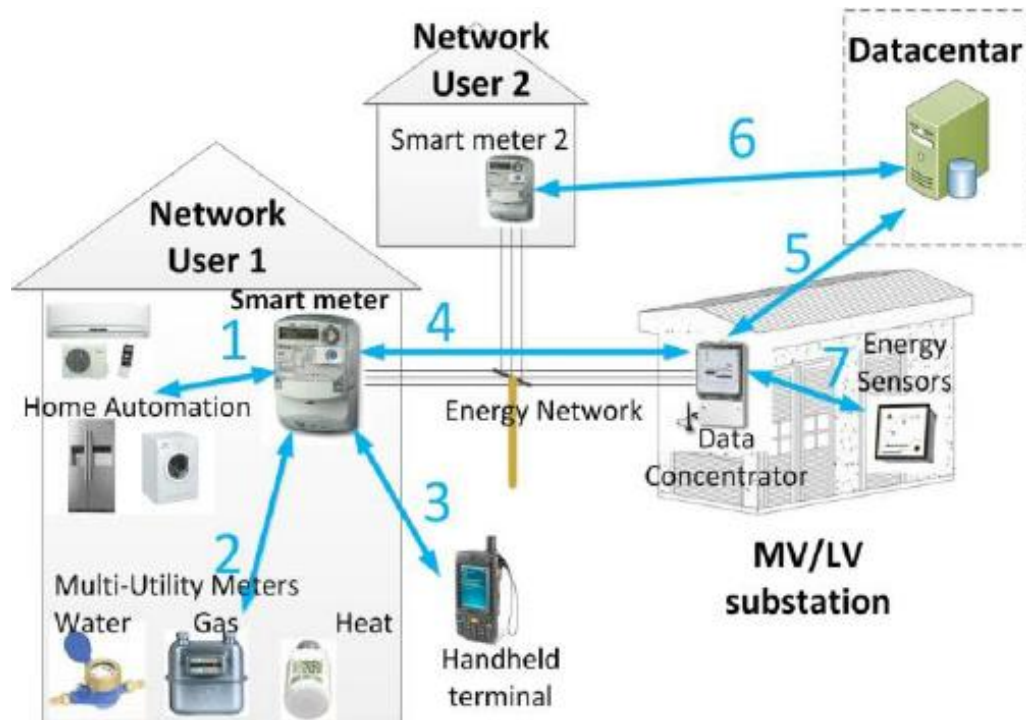 Network
User 2
Datacentar
Smart meter 2
6
Network
User 1
5
Smart meter
1
4
7
Energy
Sensors
Home Automation
Energy Network
Data
Concentrator
3
2
MV/LV
substation
Multi-Utility Meters
Water
Gas
Heat
Handheld
terminal